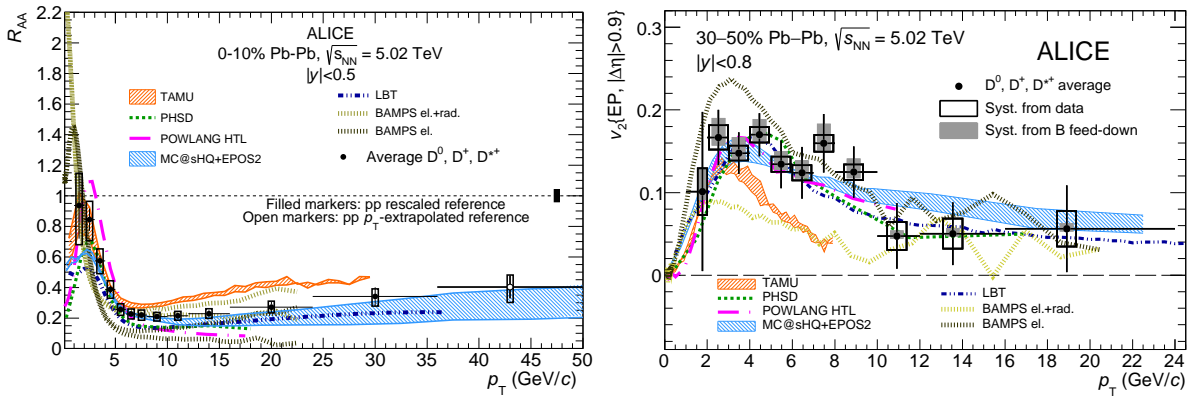 R_AA
2.2
2
1.8
1.6
1.4
1.2
1
0.8
0.6
0.4
0.2
0
ALICE
0-10% Pb-Pb, √s_NN = 5.02 TeV
|y|<0.5
TAMU
PHSD
POWLANG HTL
MC@sHQ+EPOS2
LBT
BAMPS el.+rad.
BAMPS el.
Average D⁰, D⁺, D*⁺
Filled markers: pp rescaled reference
Open markers: pp p_T-extrapolated reference
0 5 10 15 20 25 30 35 40 45 50
p_T (GeV/c)
v₂{EP, |Δη|>0.9}
0.3
0.2
0.1
0
30–50% Pb–Pb, √s_NN = 5.02 TeV
|y|<0.8
ALICE
D⁰, D⁺, D*⁺ average
Syst. from data
Syst. from B feed-down
TAMU
PHSD
POWLANG HTL
MC@sHQ+EPOS2
LBT
BAMPS el.+rad.
BAMPS el.
0 2 4 6 8 10 12 14 16 18 20 22 24
p_T (GeV/c)